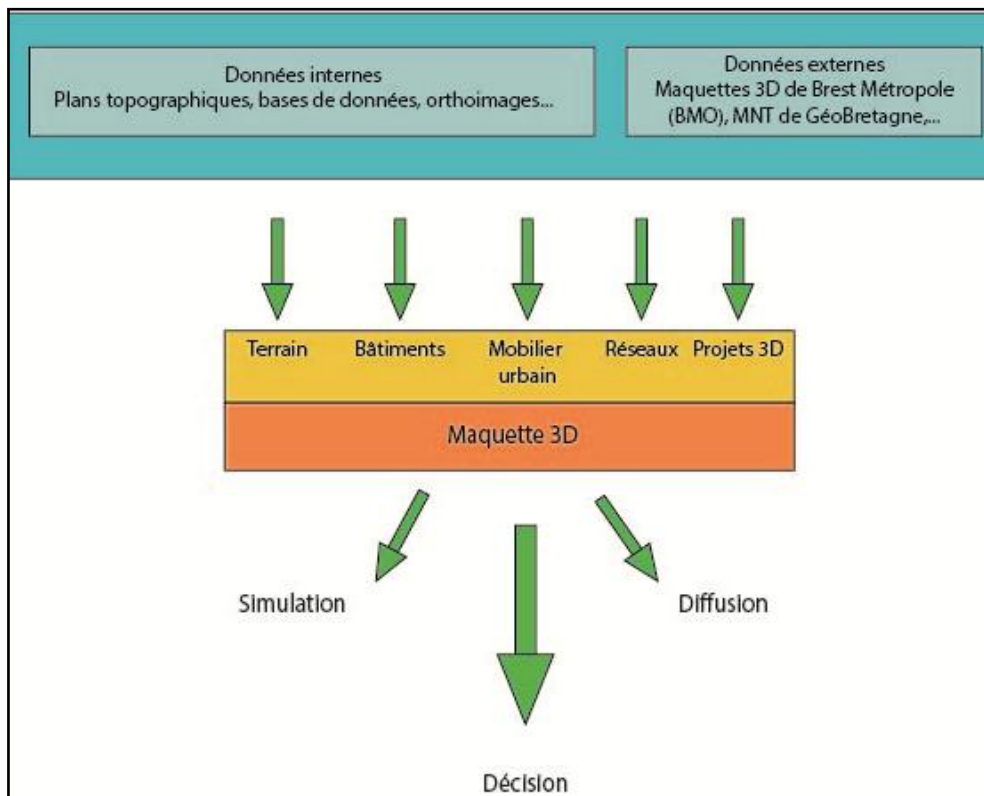 Données internes
Plans topographiques, bases de données, orthoimages...
Données externes
Maquettes 3D de Brest Métropole
(BMO), MNT de GéoBretagne,...
Terrain
Bâtiments
Mobilier
urbain
Réseaux
Projets 3D
Maquette 3D
Simulation
Diffusion
Décision